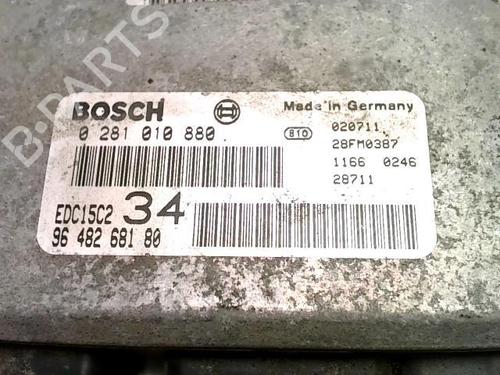 B-PARTS
BOSCH
Made in Germany
0 281 010 880
810
020711
28FM0387
1166 0246
28711
EDC15C2 34
96 482 681 80